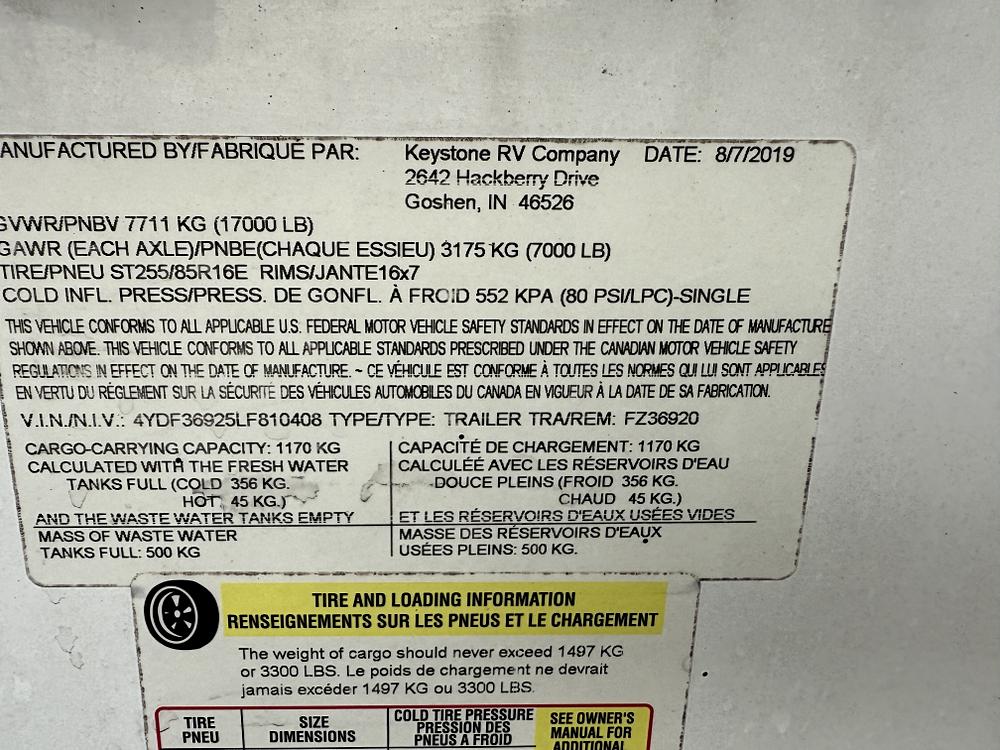 ANUFACTURED BY/FABRIQUÉ PAR: Keystone RV Company DATE: 8/7/2019
2642 Hackberry Drive
Goshen, IN 46526
GVWR/PNBV 7711 KG (17000 LB)
GAWR (EACH AXLE)/PNBE(CHAQUE ESSIEU) 3175 KG (7000 LB)
TIRE/PNEU ST255/85R16E RIMS/JANTE16x7
COLD INFL. PRESS/PRESS. DE GONFL. À FROID 552 KPA (80 PSI/LPC)-SINGLE
THIS VEHICLE CONFORMS TO ALL APPLICABLE U.S. FEDERAL MOTOR VEHICLE SAFETY STANDARDS IN EFFECT ON THE DATE OF MANUFACTURE
SHOWN ABOVE. THIS VEHICLE CONFORMS TO ALL APPLICABLE STANDARDS PRESCRIBED UNDER THE CANADIAN MOTOR VEHICLE SAFETY
REGULATIONS IN EFFECT ON THE DATE OF MANUFACTURE. ~ CE VÉHICULE EST CONFORME À TOUTES LES NORMES QUI LUI SONT APPLICABLES
EN VERTU DU RÉGLEMENT SUR LA SÉCURITÉ DES VÉHICULES AUTOMOBILES DU CANADA EN VIGUEUR À LA DATE DE SA FABRICATION.
V.I.N./N.I.V.: 4YDF36925LF810408 TYPE/TYPE: TRAILER TRA/REM: FZ36920
CARGO-CARRYING CAPACITY: 1170 KG
CALCULATED WITH THE FRESH WATER
TANKS FULL (COLD 356 KG.
HOT 45 KG.)
AND THE WASTE WATER TANKS EMPTY
MASS OF WASTE WATER
TANKS FULL: 500 KG
CAPACITÉ DE CHARGEMENT: 1170 KG
CALCULÉE AVEC LES RÉSERVOIRS D'EAU
DOUCE PLEINS (FROID 356 KG.
CHAUD 45 KG.)
ET LES RÉSERVOIRS D'EAUX USÉES VIDES
MASSE DES RÉSERVOIRS D'EAUX
USÉES PLEINS: 500 KG.
TIRE AND LOADING INFORMATION
RENSEIGNEMENTS SUR LES PNEUS ET LE CHARGEMENT
The weight of cargo should never exceed 1497 KG
or 3300 LBS. Le poids de chargement ne devrait
jamais excéder 1497 KG ou 3300 LBS.
TIRE
PNEU
SIZE
DIMENSIONS
COLD TIRE PRESSURE
PRESSION DES
PNEUS A FROID
SEE OWNER'S
MANUAL FOR
ADDITIONAL